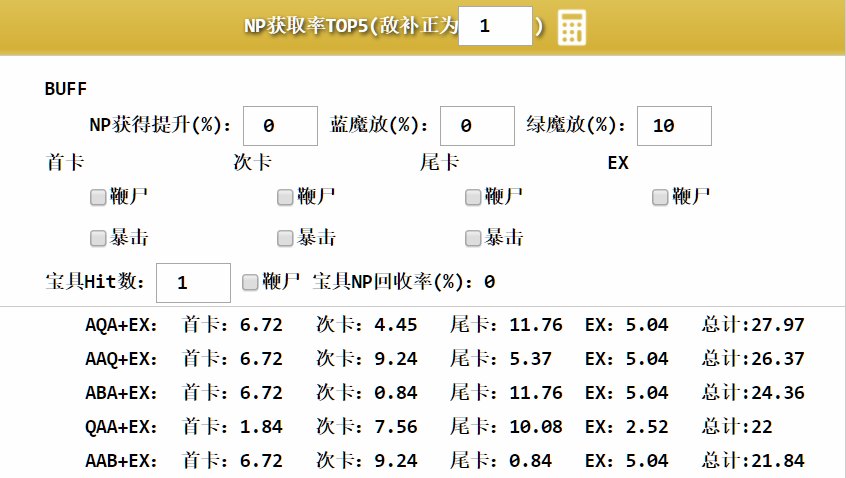 NP获取率TOP5(敌补正为 1 )
BUFF
NP获得提升(%): 0 蓝魔放(%): 0 绿魔放(%): 10
首卡 次卡 尾卡 EX
鞭尸 鞭尸 鞭尸 鞭尸
暴击 暴击 暴击
宝具Hit数: 1 鞭尸 宝具NP回收率(%): 0
AQA+EX: 首卡: 6.72 次卡: 4.45 尾卡: 11.76 EX: 5.04 总计:27.97
AAQ+EX: 首卡: 6.72 次卡: 9.24 尾卡: 5.37 EX: 5.04 总计:26.37
ABA+EX: 首卡: 6.72 次卡: 0.84 尾卡: 11.76 EX: 5.04 总计:24.36
QAA+EX: 首卡: 1.84 次卡: 7.56 尾卡: 10.08 EX: 2.52 总计:22
AAB+EX: 首卡: 6.72 次卡: 9.24 尾卡: 0.84 EX: 5.04 总计:21.84